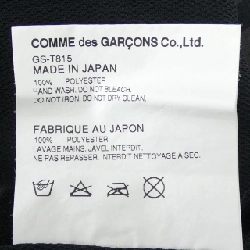 COMME des GARÇONS Co.,Ltd.
GS-T815
MADE IN JAPAN
100% POLYESTER
HAND WASH. DO NOT BLEACH.
DO NOT IRON. DO NOT DRY CLEAN.
FABRIQUE AU JAPON
100% POLYESTER
LAVAGE MAINS. JAVEL INTERDIT.
NE PAS REPASSER. INTERDIT NETTOYAGE A SEC.